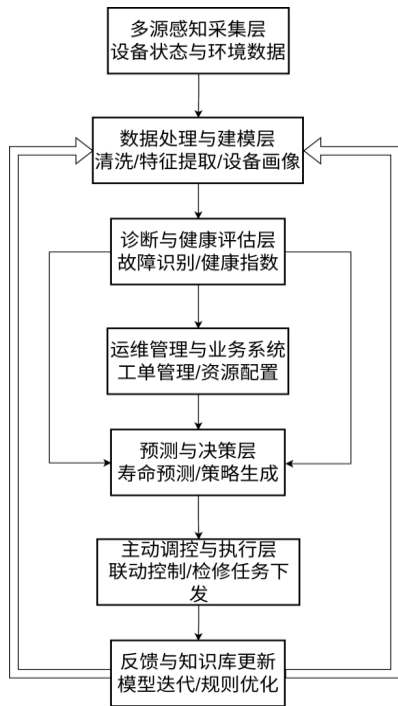 多源感知采集层
设备状态与环境数据
数据处理与建模层
清洗/特征提取/设备画像
诊断与健康评估层
故障识别/健康指数
运维管理与业务系统
工单管理/资源配置
预测与决策层
寿命预测/策略生成
主动调控与执行层
联动控制/检修任务下
发
反馈与知识库更新
模型迭代/规则优化